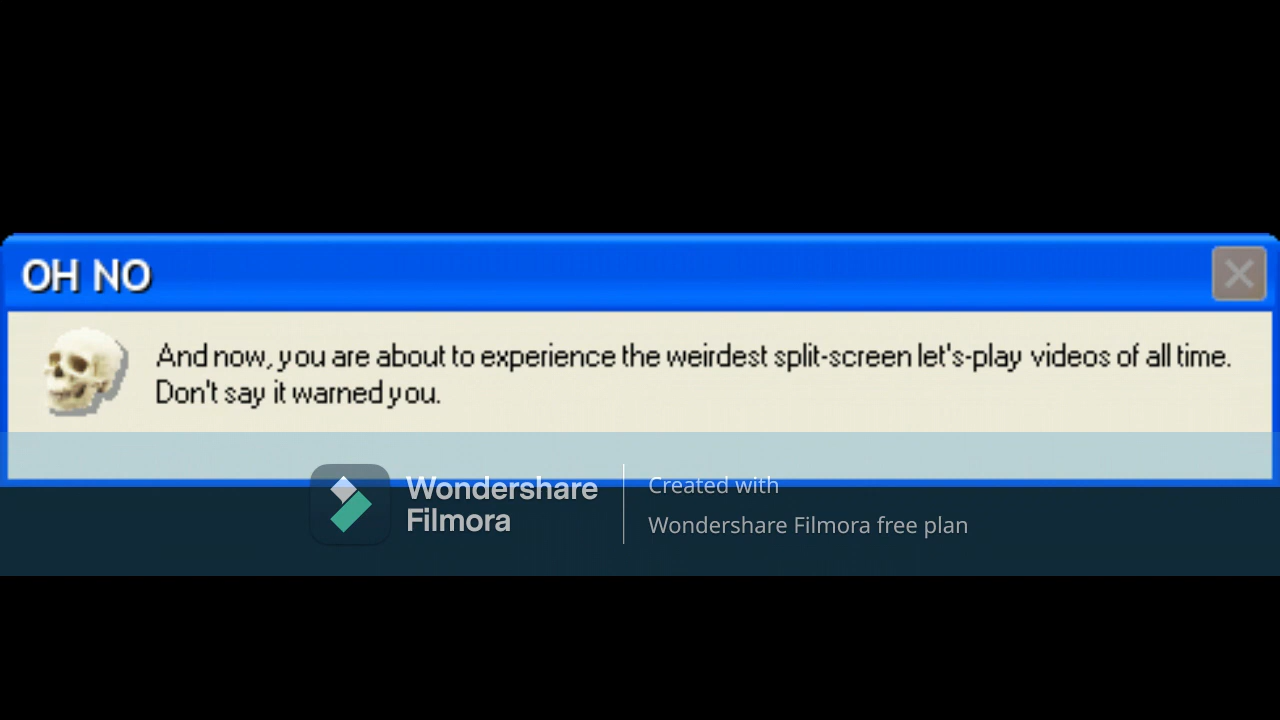 OH NO
And now, you are about to experience the weirdest split-screen let's-play videos of all time.
Don't say it warned you.
Wondershare
Filmora
Created with
Wondershare Filmora free plan